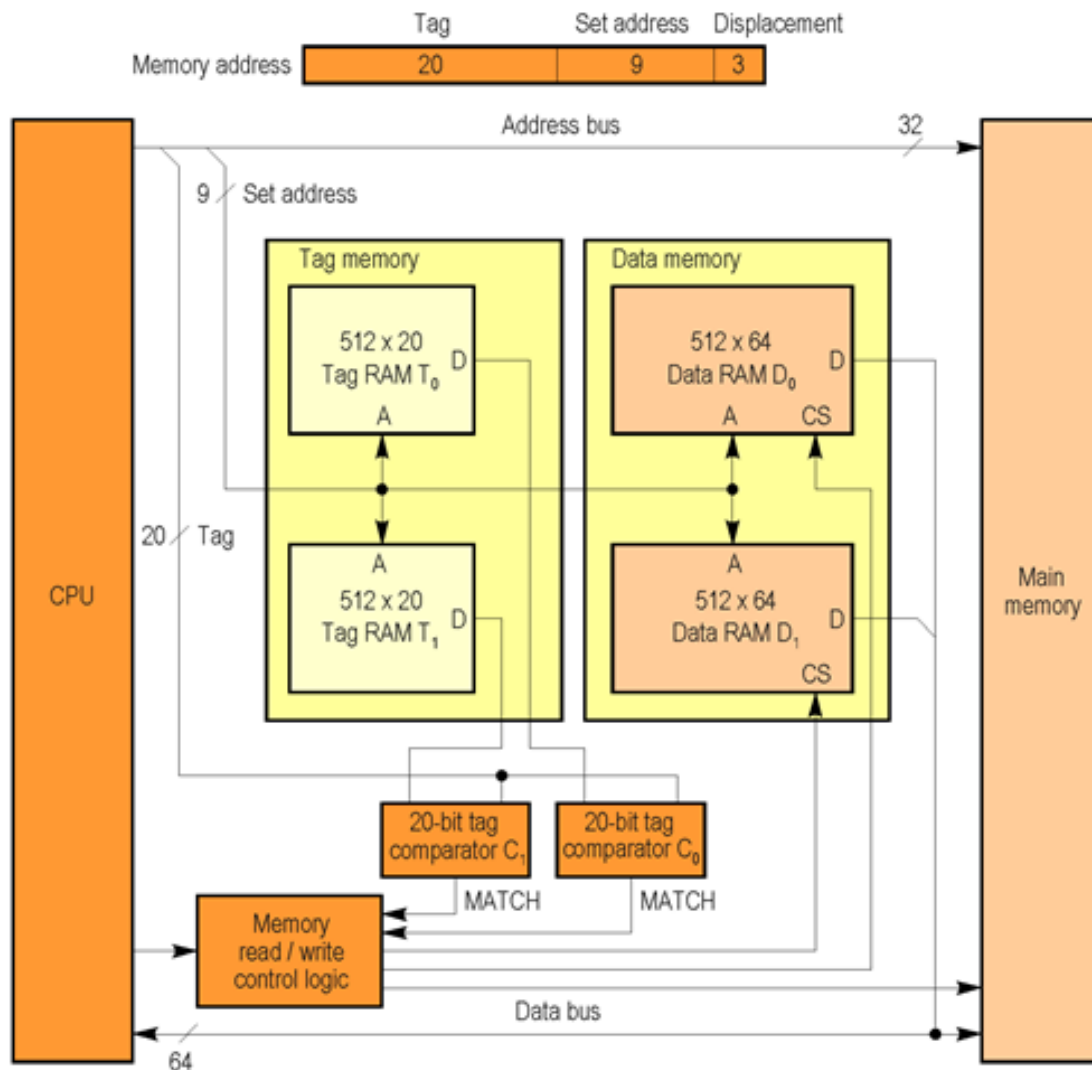 Tag Set address Displacement
Memory address 20 9 3
Address bus 32
9 Set address
Tag memory Data memory
512 x 20
Tag RAM T₀
D
A
512 x 64
Data RAM D₀
D
A CS
20 Tag
CPU
A
512 x 20
Tag RAM T₁
D
A
512 x 64
Data RAM D₁
D
CS
Main
memory
20-bit tag
comparator C₁
20-bit tag
comparator C₀
MATCH MATCH
Memory
read / write
control logic
Data bus
64